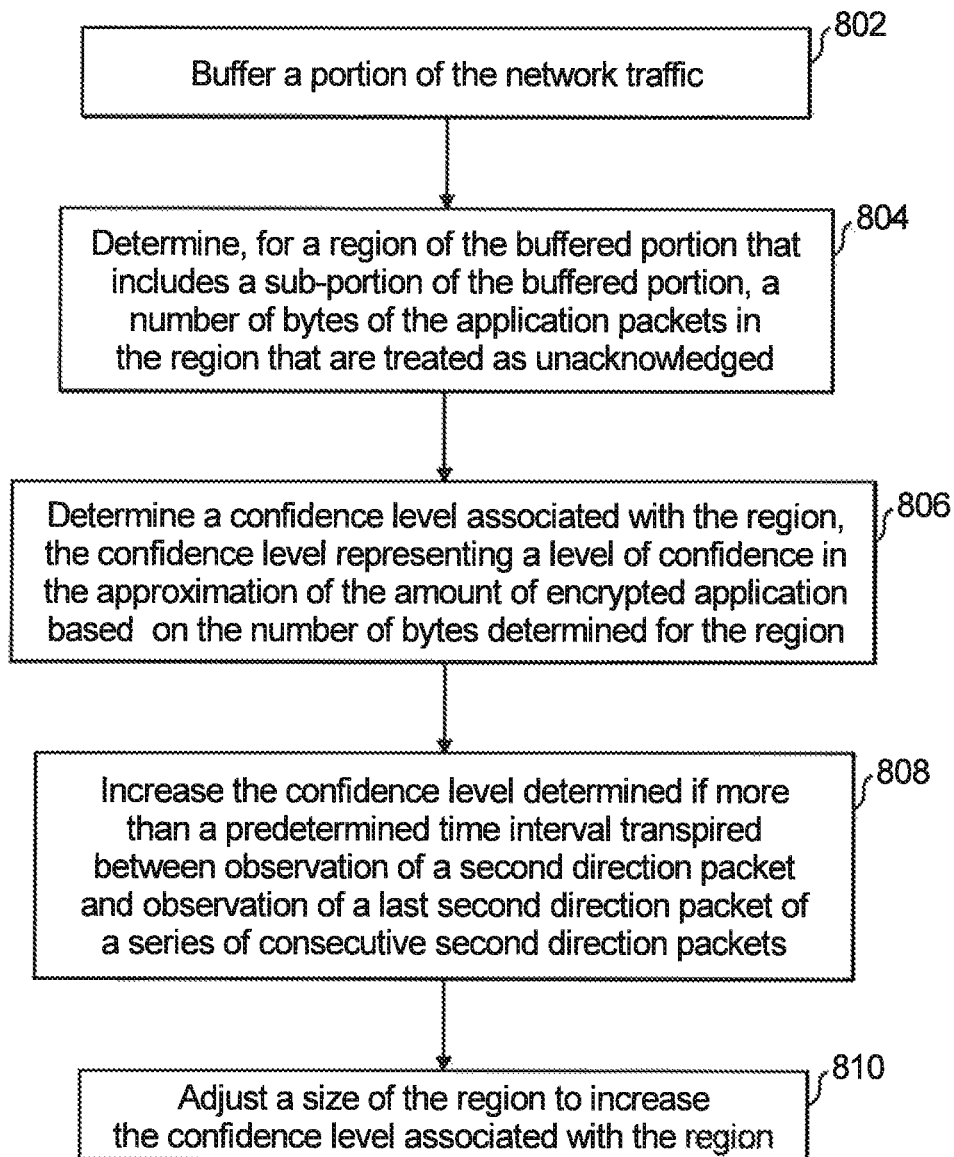 802
Buffer a portion of the network traffic
804
Determine, for a region of the buffered portion that
includes a sub-portion of the buffered portion, a
number of bytes of the application packets in
the region that are treated as unacknowledged
806
Determine a confidence level associated with the region,
the confidence level representing a level of confidence in
the approximation of the amount of encrypted application
based on the number of bytes determined for the region
808
Increase the confidence level determined if more
than a predetermined time interval transpired
between observation of a second direction packet
and observation of a last second direction packet of
a series of consecutive second direction packets
810
Adjust a size of the region to increase
the confidence level associated with the region